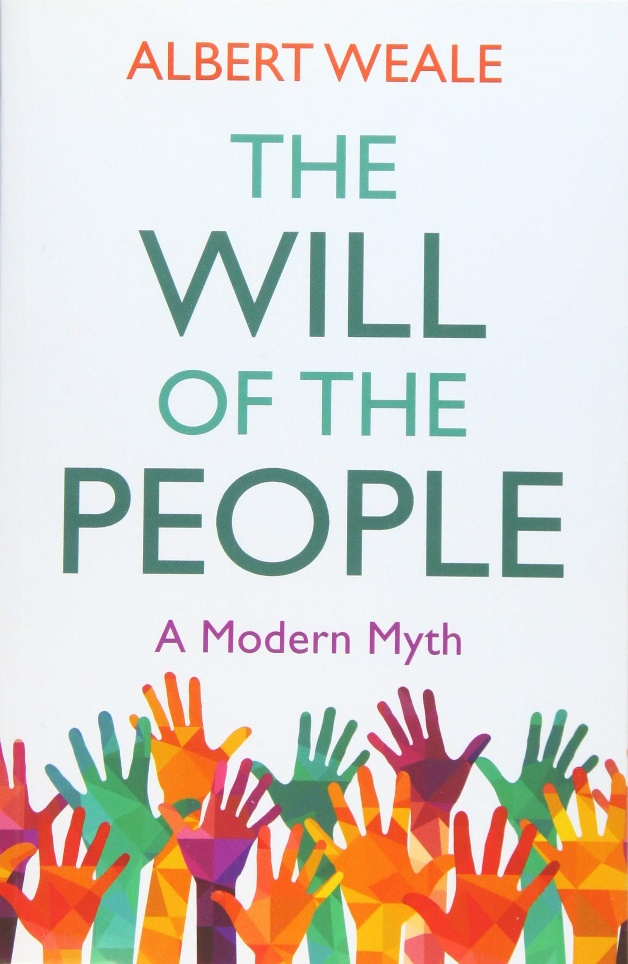 ALBERT WEALE
THE
WILL
OF THE
PEOPLE
A Modern Myth